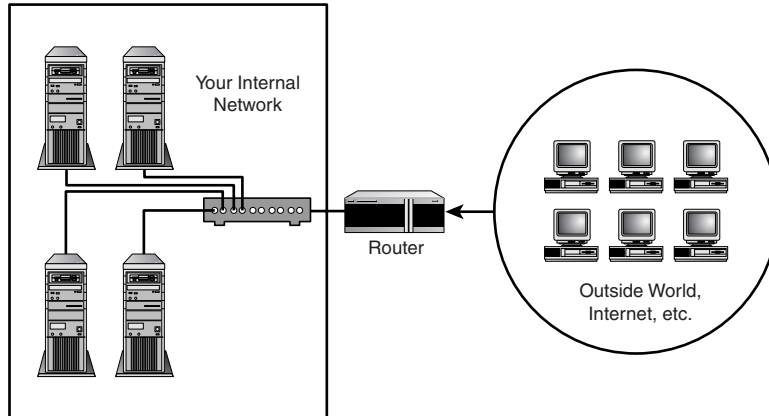 Your Internal
Network
Router
Outside World,
Internet, etc.